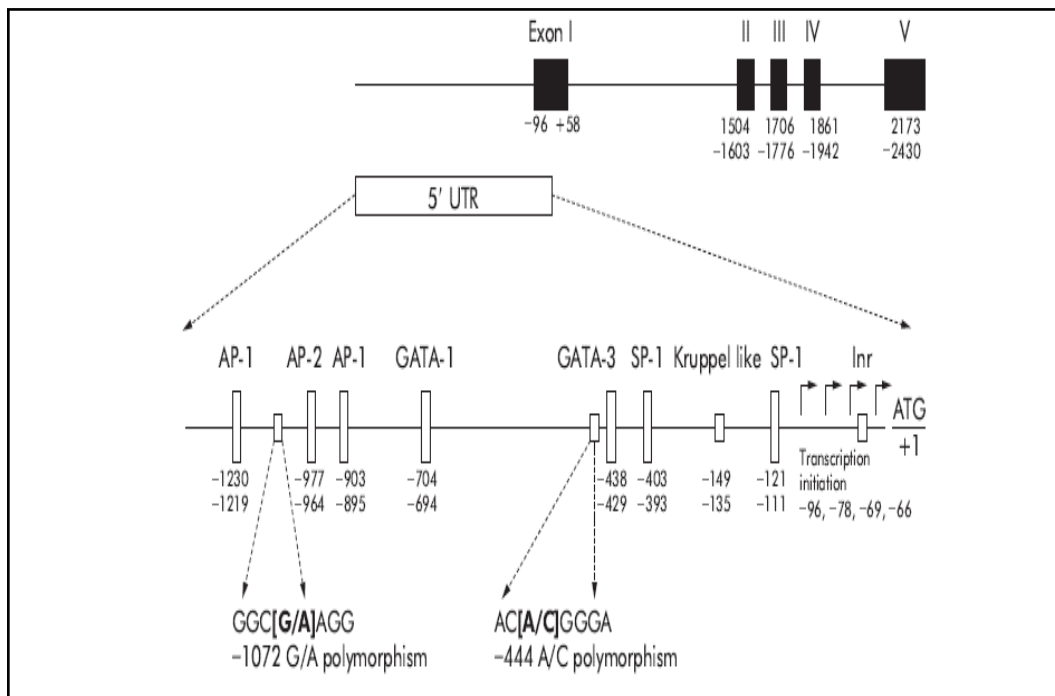 Exon I II III IV V
−96 +58 1504 1706 1861 2173
−1603 −1776 −1942 −2430
5′ UTR
AP-1 AP-2 AP-1 GATA-1 GATA-3 SP-1 Kruppel like SP-1 Inr
ATG
+1
−1230 −977 −903 −704 −438 −403 −149 −121 Transcription
−1219 −964 −895 −694 −429 −393 −135 −111 initiation
−96, −78, −69, −66
GGC[G/A]AGG AC[A/C]GGGA
−1072 G/A polymorphism −444 A/C polymorphism